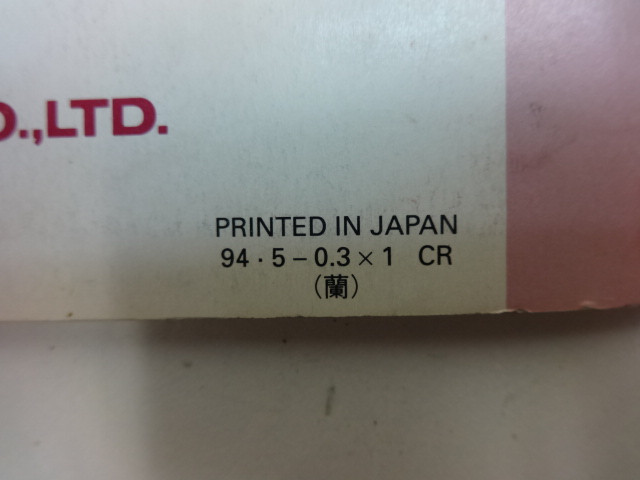 O.,LTD.
PRINTED IN JAPAN
94・5－0.3×1 CR
（蘭）